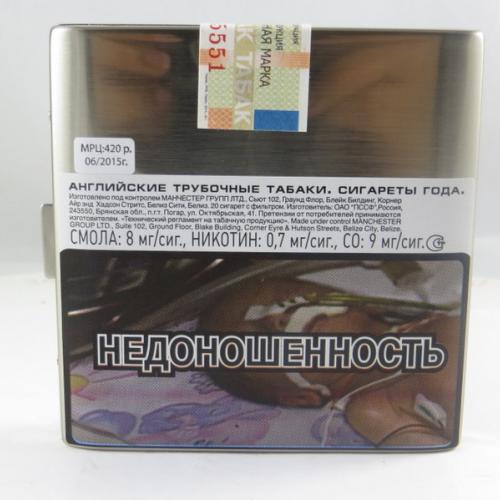 5551
АЯ МАРКА
К ТАБАК
МРЦ:420 р.
06/2015г.
АНГЛИЙСКИЕ ТРУБОЧНЫЕ ТАБАКИ. СИГАРЕТЫ ГОДА.
Изготовлено под контролем МАНЧЕСТЕР ГРУПП ЛТД., Сьют 102, Граунд Флор, Блейк Билдинг, Корнер
Айр энд Хадсон Стритс, Белиз Сити, Белиз. 20 сигарет с фильтром. Изготовитель: ОАО "ПССФ",Россия,
243550, Брянская обл., п.г.т. Погар, ул. Октябрьская, 41. Претензии от потребителей принимаются
изготовителем. «Технический регламент на табачную продукцию». Made under control MANCHESTER
GROUP LTD., Suite 102, Ground Floor, Blake Building, Corner Eyre & Hutson Streets, Belize City, Belize.
СМОЛА: 8 мг/сиг., НИКОТИН: 0,7 мг/сиг., СО: 9 мг/сиг.
НЕДОНОШЕННОСТЬ